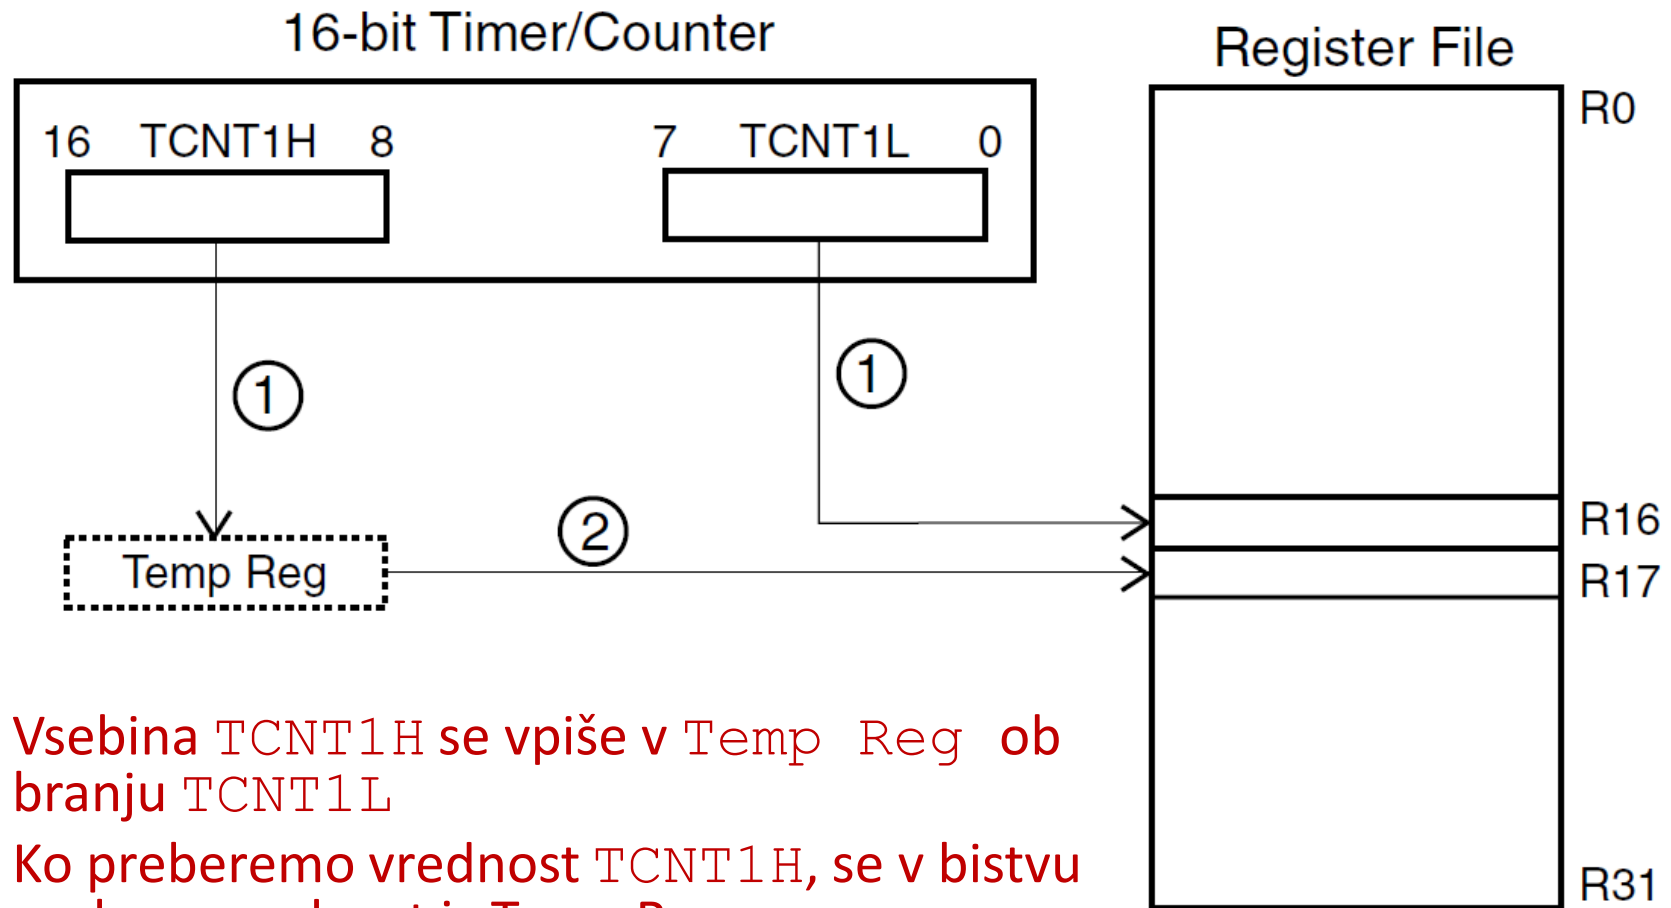 16-bit Timer/Counter
Register File
16 TCNT1H 8
7 TCNT1L 0
R0
1
1
2
Temp Reg
R16
R17
Vsebina TCNT1H se vpiše v Temp Reg ob
branju TCNT1L
Ko preberemo vrednost TCNT1H, se v bistvu
R31